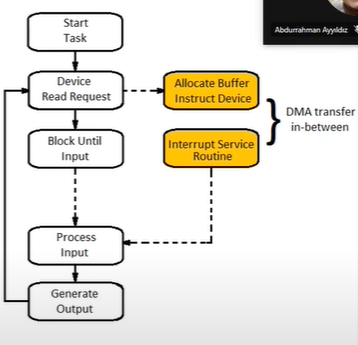 Start
Task
Abdurrahman Ayyıldız
Device
Read Request
Allocate Buffer
Instruct Device
DMA transfer
in-between
Block Until
Input
Interrupt Service
Routine
Process
Input
Generate
Output